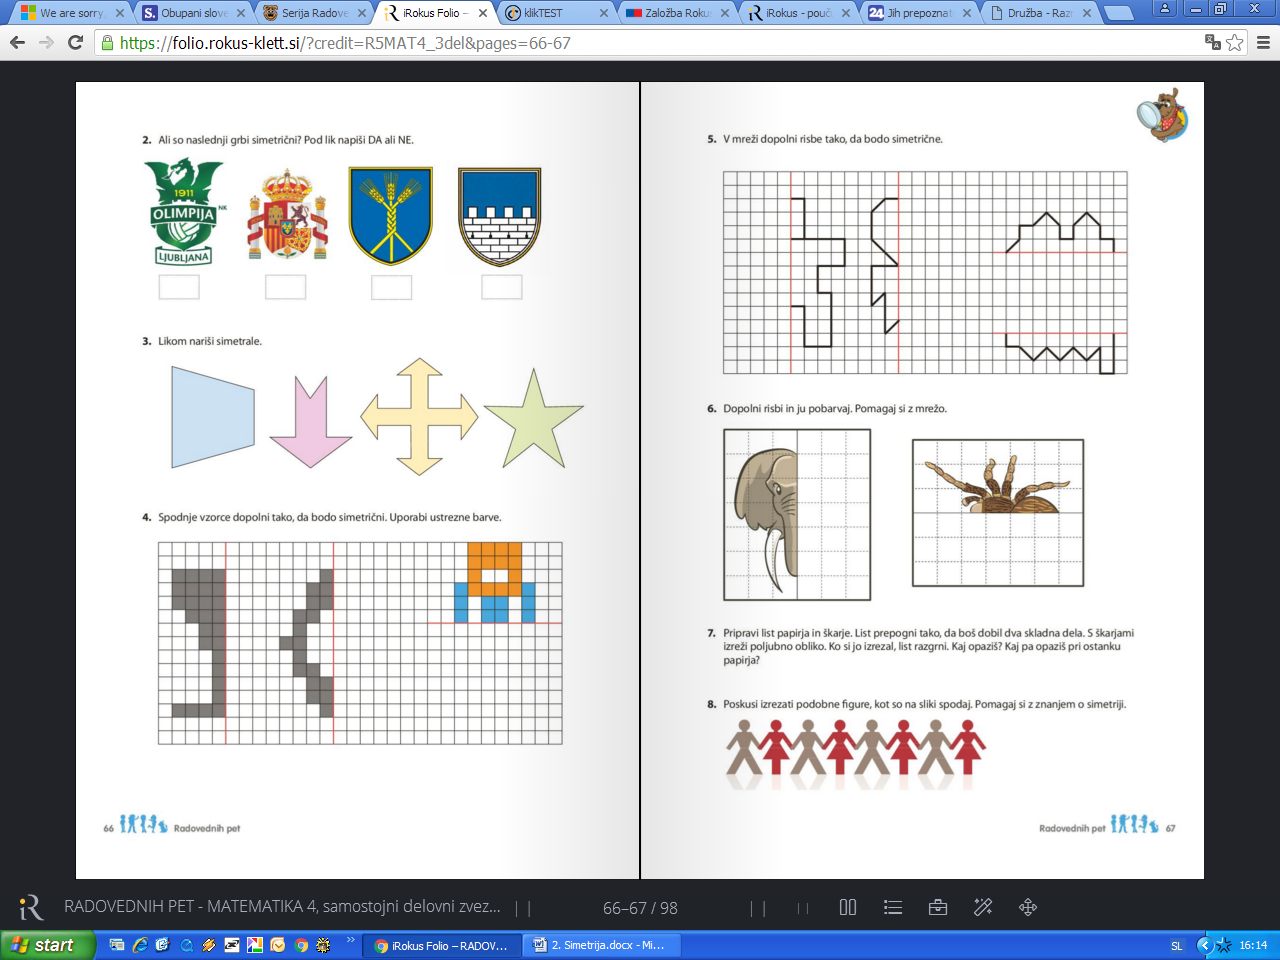 We are sorry,
Obupani slove
Serija Radove
iRokus Folio –
klikTEST
Založba Roku
iRokus - pouč
Jih prepoznat
Družba - Razn
https://folio.rokus-klett.si/?credit=R5MAT4_3del&pages=66-67
2. Ali so naslednji grbi simetrični? Pod lik napiši DA ali NE.
1911
OLIMPIJA NK
LJUBLJANA
3. Likom nariši simetrale.
4. Spodnje vzorce dopolni tako, da bodo simetrični. Uporabi ustrezne barve.
66 Radovednih pet
5. V mreži dopolni risbe tako, da bodo simetrične.
6. Dopolni risbi in ju pobarvaj. Pomagaj si z mrežo.
7. Pripravi list papirja in škarje. List prepogni tako, da boš dobil dva skladna dela. S škarjami
izreži poljubno obliko. Ko si jo izrezal, list razgrni. Kaj opaziš? Kaj pa opaziš pri ostanku
papirja?
8. Poskusi izrezati podobne figure, kot so na sliki spodaj. Pomagaj si z znanjem o simetriji.
Radovednih pet 67
RADOVEDNIH PET - MATEMATIKA 4, samostojni delovni zvez...
66–67 / 98
start
iRokus Folio – RADOV...
2. Simetrija.docx - Mi...
SL
16:14